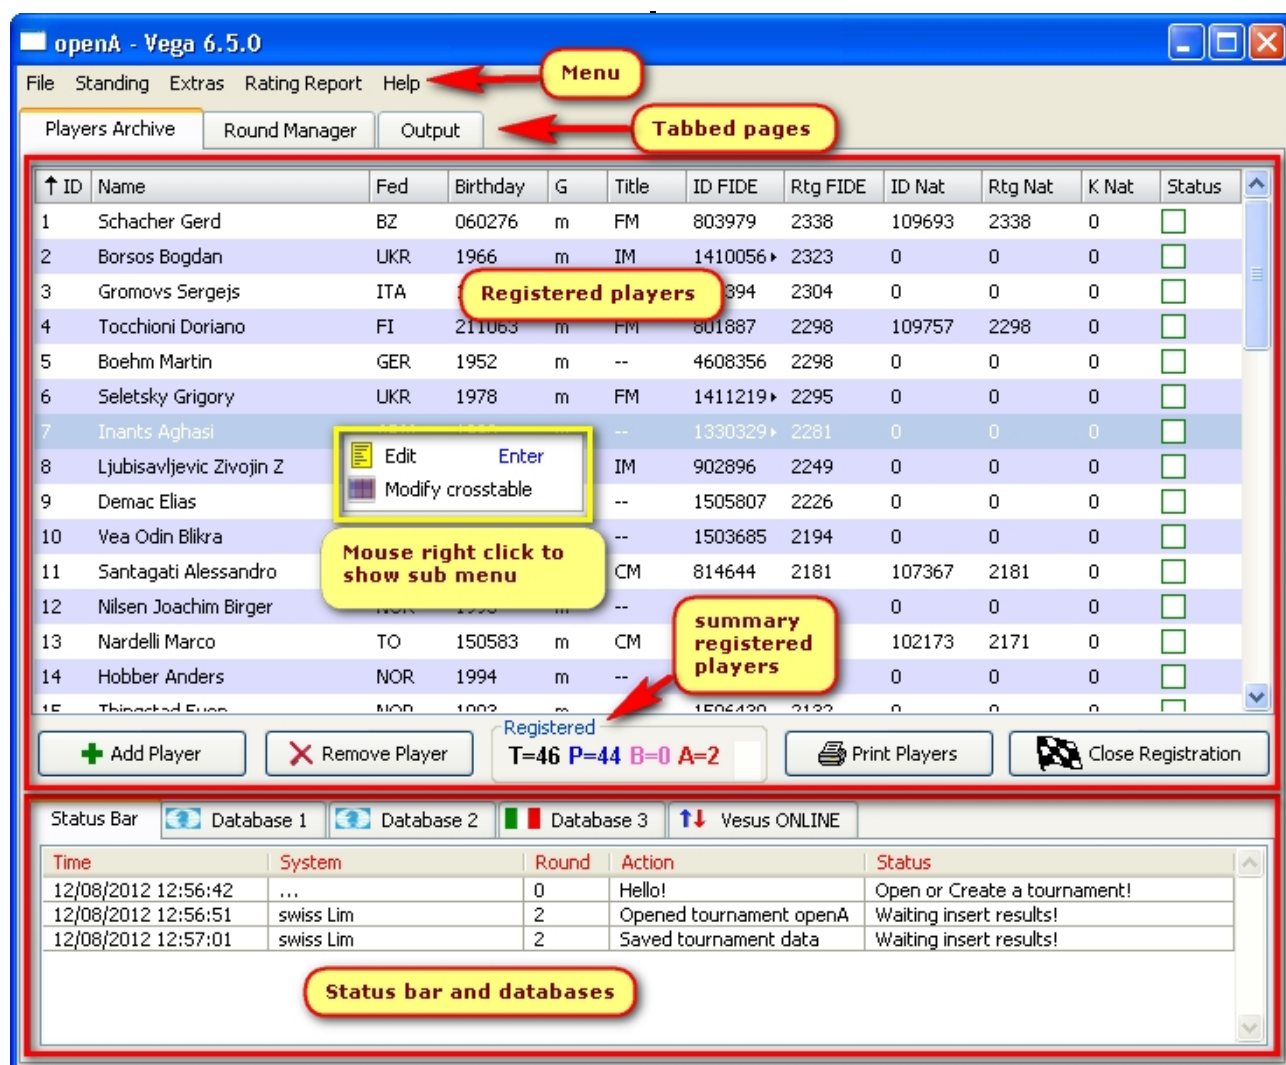 openA - Vega 6.5.0
File Standing Extras Rating Report Help
Menu
Players Archive Round Manager Output
Tabbed pages
ID Name Fed Birthday G Title ID FIDE Rtg FIDE ID Nat Rtg Nat K Nat Status
1 Schacher Gerd BZ 060276 m FM 803979 2338 109693 2338 0
2 Borsos Bogdan UKR 1966 m IM 1410056 2323 0 0 0
3 Gromovs Sergejs ITA 394 2304 0 0 0
Registered players
4 Tocchioni Doriano FI 211063 m FM 801887 2298 109757 2298 0
5 Boehm Martin GER 1952 m -- 4608356 2298 0 0 0
6 Seletsky Grigory UKR 1978 m FM 1411219 2295 0 0 0
7 Inants Aghasi -- 1330329 2281 0 0 0
Edit Enter
Modify crosstable
8 Ljubisavljevic Zivojin Z IM 902896 2249 0 0 0
9 Demac Elias -- 1505807 2226 0 0 0
10 Vea Odin Blikra -- 1503685 2194 0 0 0
Mouse right click to
show sub menu
11 Santagati Alessandro CM 814644 2181 107367 2181 0
12 Nilsen Joachim Birger -- 0 0 0
13 Nardelli Marco TO 150583 m CM 102173 2171 0
14 Hobber Anders NOR 1994 m -- 0 0 0
summary
registered
players
Registered
Add Player Remove Player T=46 P=44 B=0 A=2 Print Players Close Registration
Status Bar Database 1 Database 2 Database 3 Vesus ONLINE
Time System Round Action Status
12/08/2012 12:56:42 ... 0 Hello! Open or Create a tournament!
12/08/2012 12:56:51 swiss Lim 2 Opened tournament openA Waiting insert results!
12/08/2012 12:57:01 swiss Lim 2 Saved tournament data Waiting insert results!
Status bar and databases